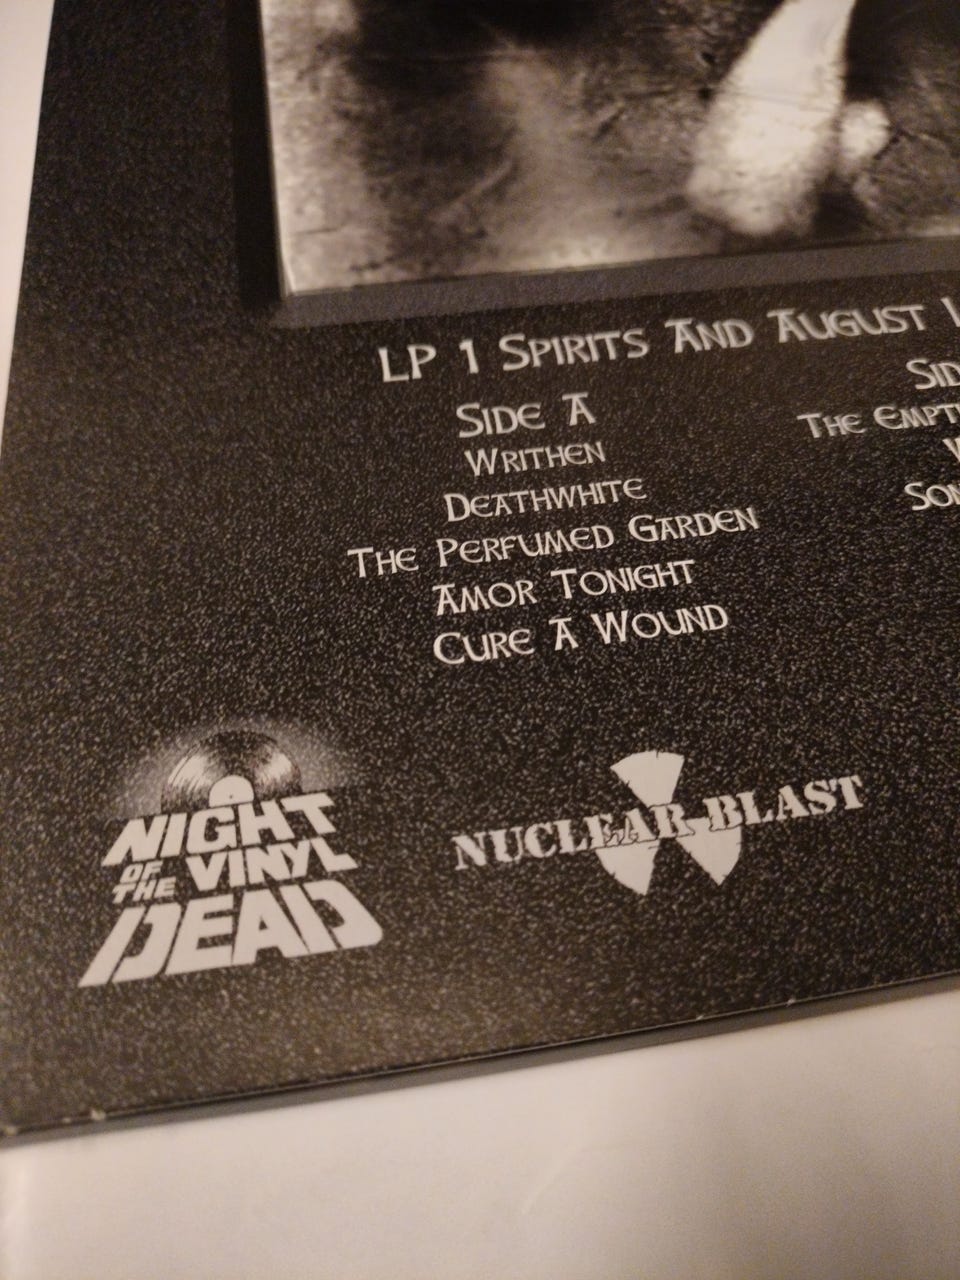 LP 1 Spirits And August
Side A
Writhen
Deathwhite
The Perfumed Garden
Amor Tonight
Cure A Wound
The
NIGHT
OF THE VINYL
DEAD
NUCLEAR BLAST